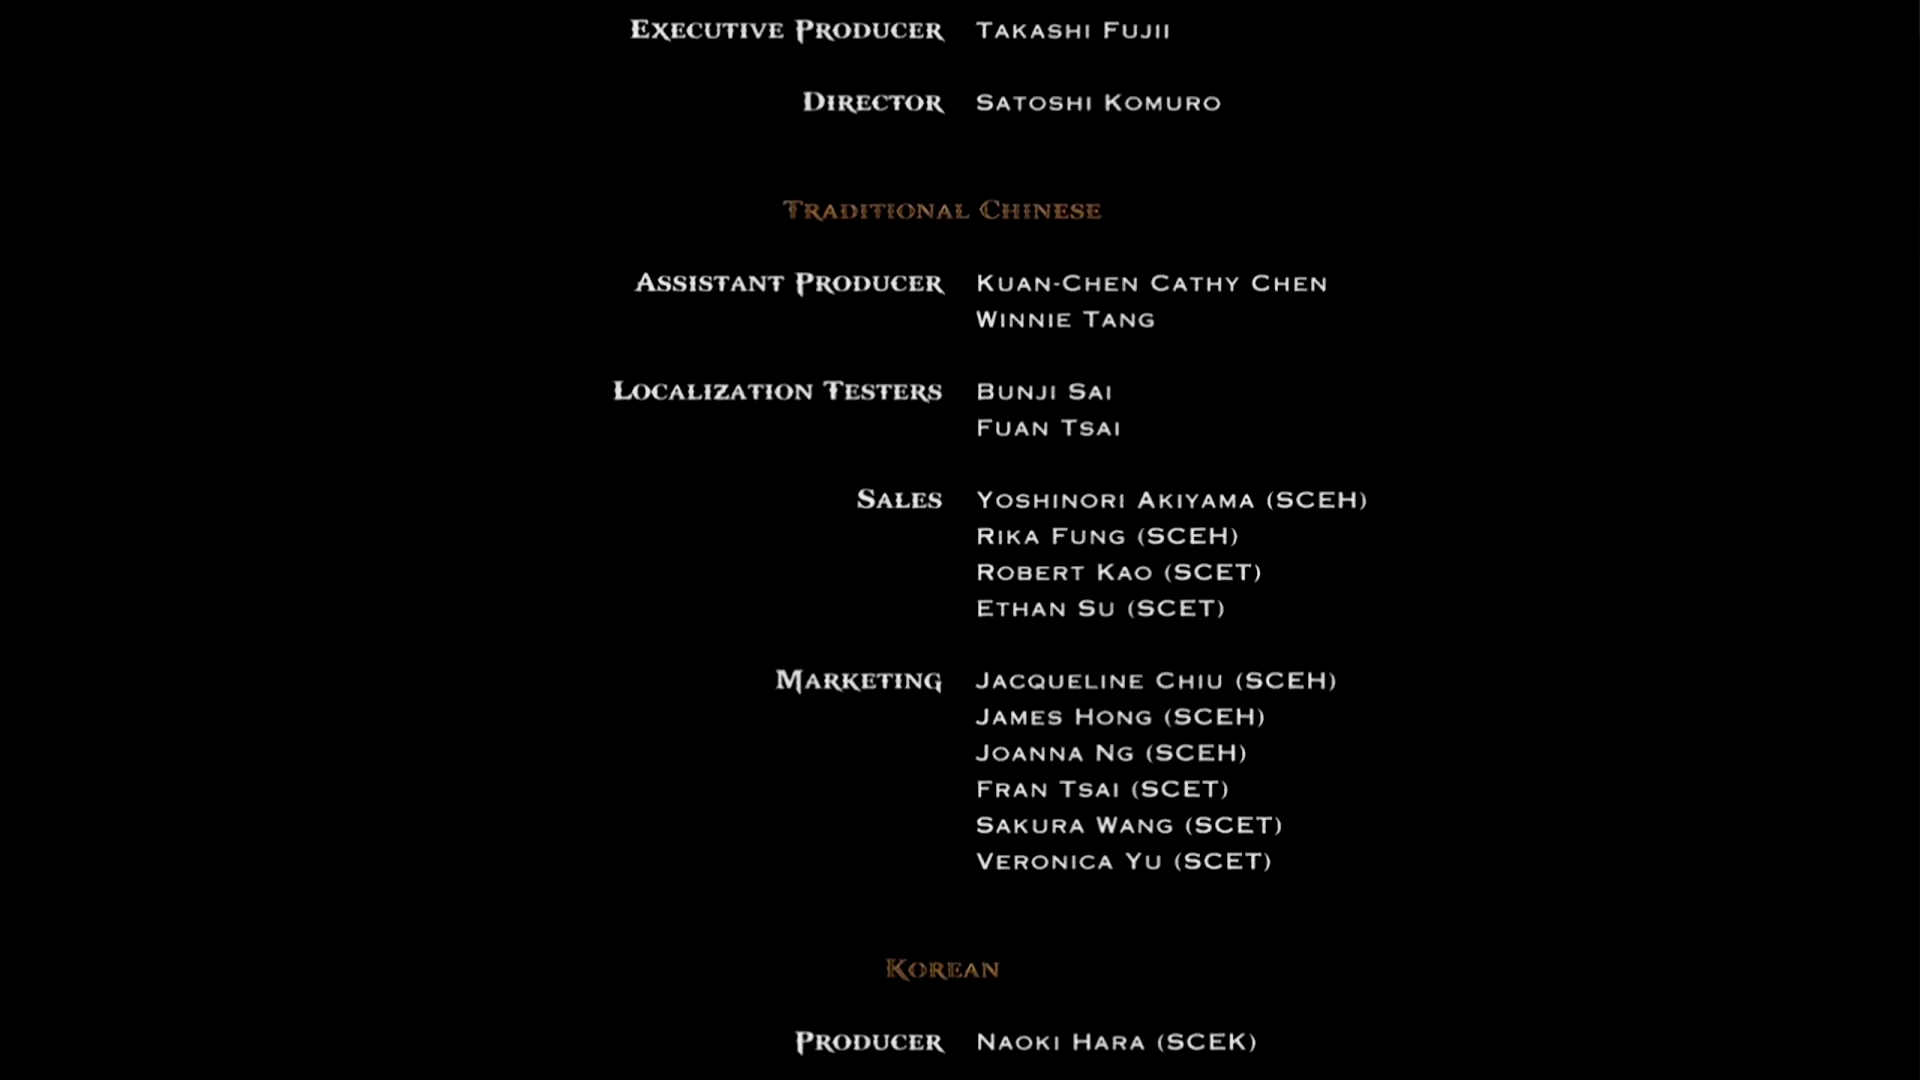 Executive Producer Takashi Fujii
Director Satoshi Komuro
Traditional Chinese
Assistant Producer Kuan-Chen Cathy Chen
Winnie Tang
Localization Testers Bunji Sai
Fuan Tsai
Sales Yoshinori Akiyama (SCEH)
Rika Fung (SCEH)
Robert Kao (SCET)
Ethan Su (SCET)
Marketing Jacqueline Chiu (SCEH)
James Hong (SCEH)
Joanna Ng (SCEH)
Fran Tsai (SCET)
Sakura Wang (SCET)
Veronica Yu (SCET)
Korean
Producer Naoki Hara (SCEK)